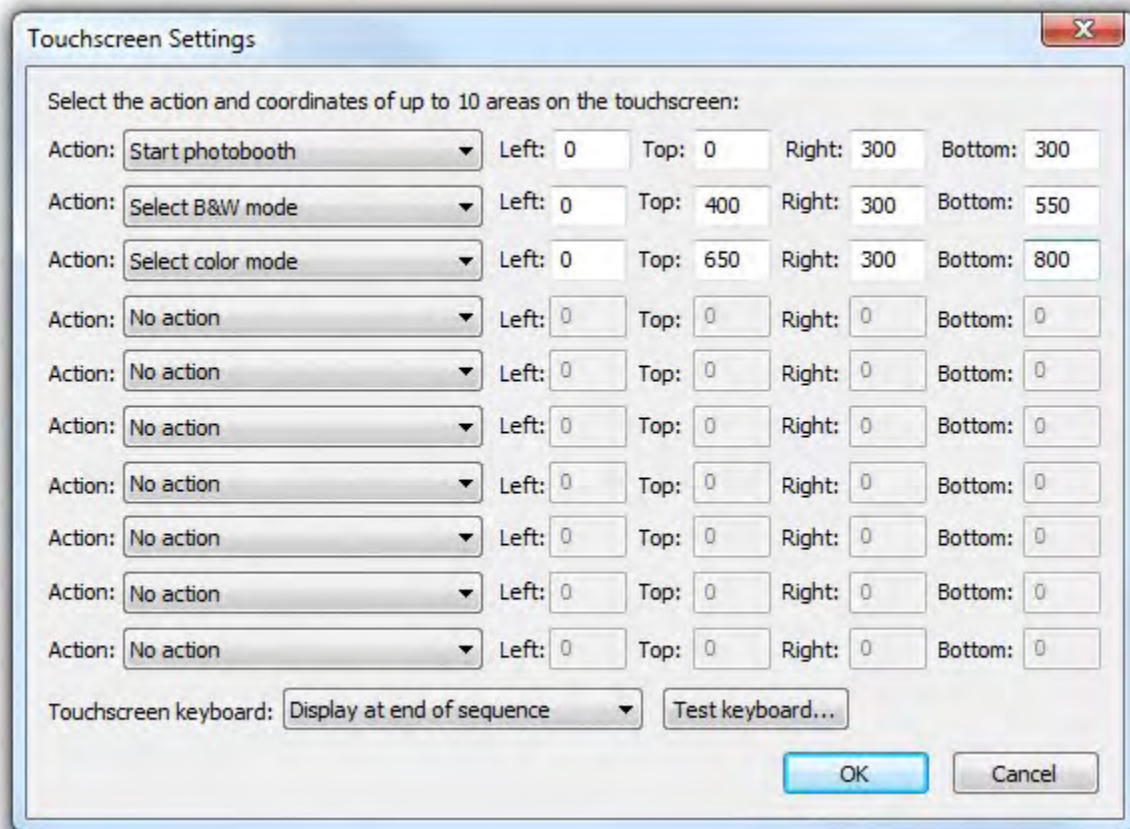 Touchscreen Settings
Select the action and coordinates of up to 10 areas on the touchscreen:
Action: Start photobooth Left: 0 Top: 0 Right: 300 Bottom: 300
Action: Select B&W mode Left: 0 Top: 400 Right: 300 Bottom: 550
Action: Select color mode Left: 0 Top: 650 Right: 300 Bottom: 800
Action: No action Left: 0 Top: 0 Right: 0 Bottom: 0
Action: No action Left: 0 Top: 0 Right: 0 Bottom: 0
Action: No action Left: 0 Top: 0 Right: 0 Bottom: 0
Action: No action Left: 0 Top: 0 Right: 0 Bottom: 0
Action: No action Left: 0 Top: 0 Right: 0 Bottom: 0
Action: No action Left: 0 Top: 0 Right: 0 Bottom: 0
Action: No action Left: 0 Top: 0 Right: 0 Bottom: 0
Touchscreen keyboard: Display at end of sequence Test keyboard...
OK Cancel